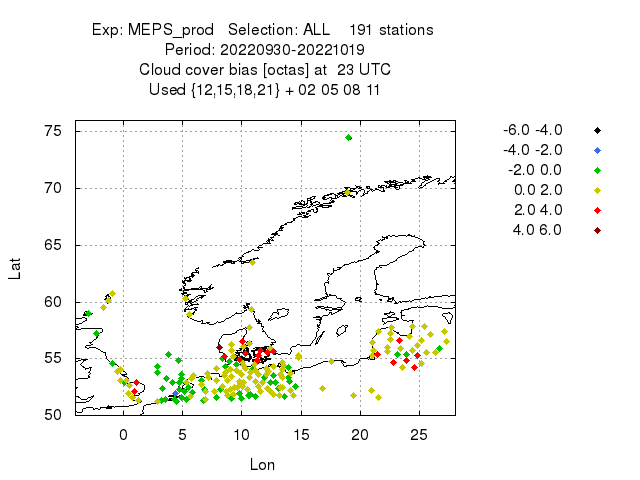 Exp: MEPS_prod   Selection: ALL    191 stations
Period: 20220930-20221019
Cloud cover bias [octas] at  23 UTC
Used {12,15,18,21} + 02 05 08 11
-6.0 -4.0
-4.0 -2.0
-2.0 0.0
0.0 2.0
2.0 4.0
4.0 6.0
75
70
65
60
55
50
Lat
0 5 10 15 20 25
Lon